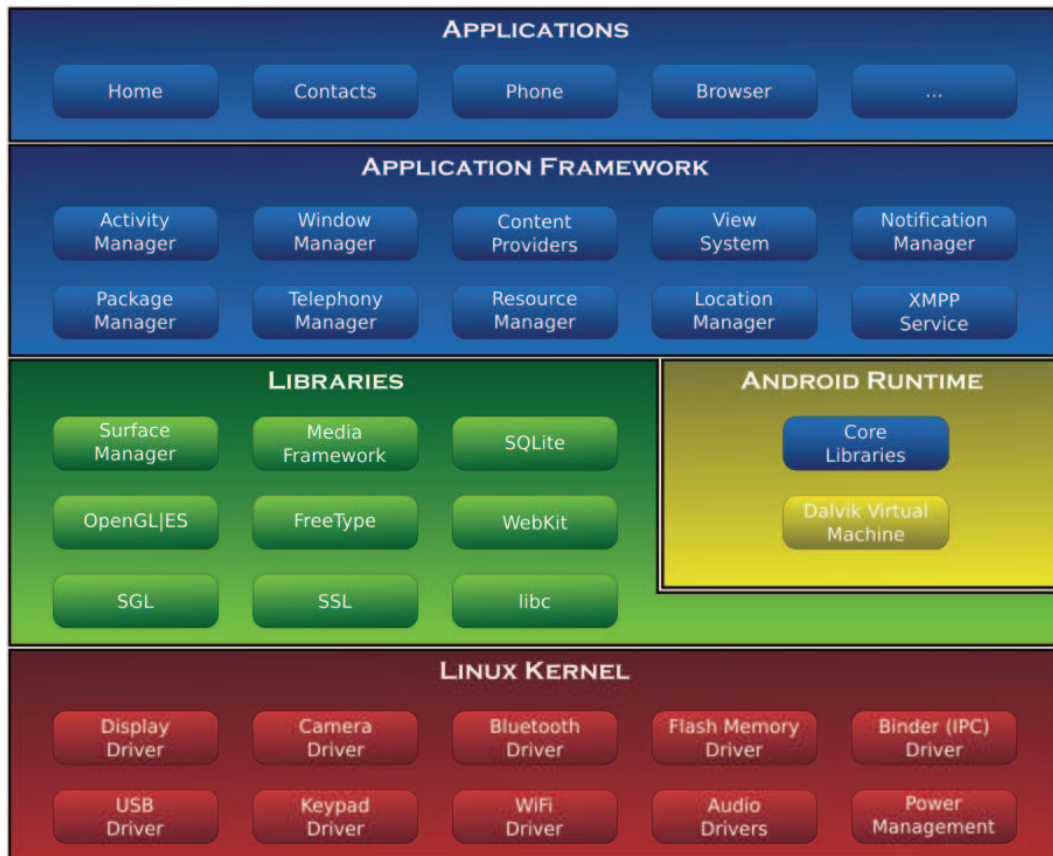 APPLICATIONS
Home
Contacts
Phone
Browser
...
APPLICATION FRAMEWORK
Activity
Manager
Window
Manager
Content
Providers
View
System
Notification
Manager
Package
Manager
Telephony
Manager
Resource
Manager
Location
Manager
XMPP
Service
LIBRARIES
Surface
Manager
Media
Framework
SQLite
OpenGL|ES
FreeType
WebKit
SGL
SSL
libc
ANDROID RUNTIME
Core
Libraries
Dalvik Virtual
Machine
LINUX KERNEL
Display
Driver
Camera
Driver
Bluetooth
Driver
Flash Memory
Driver
Binder (IPC)
Driver
USB
Driver
Keypad
Driver
WiFi
Driver
Audio
Drivers
Power
Management